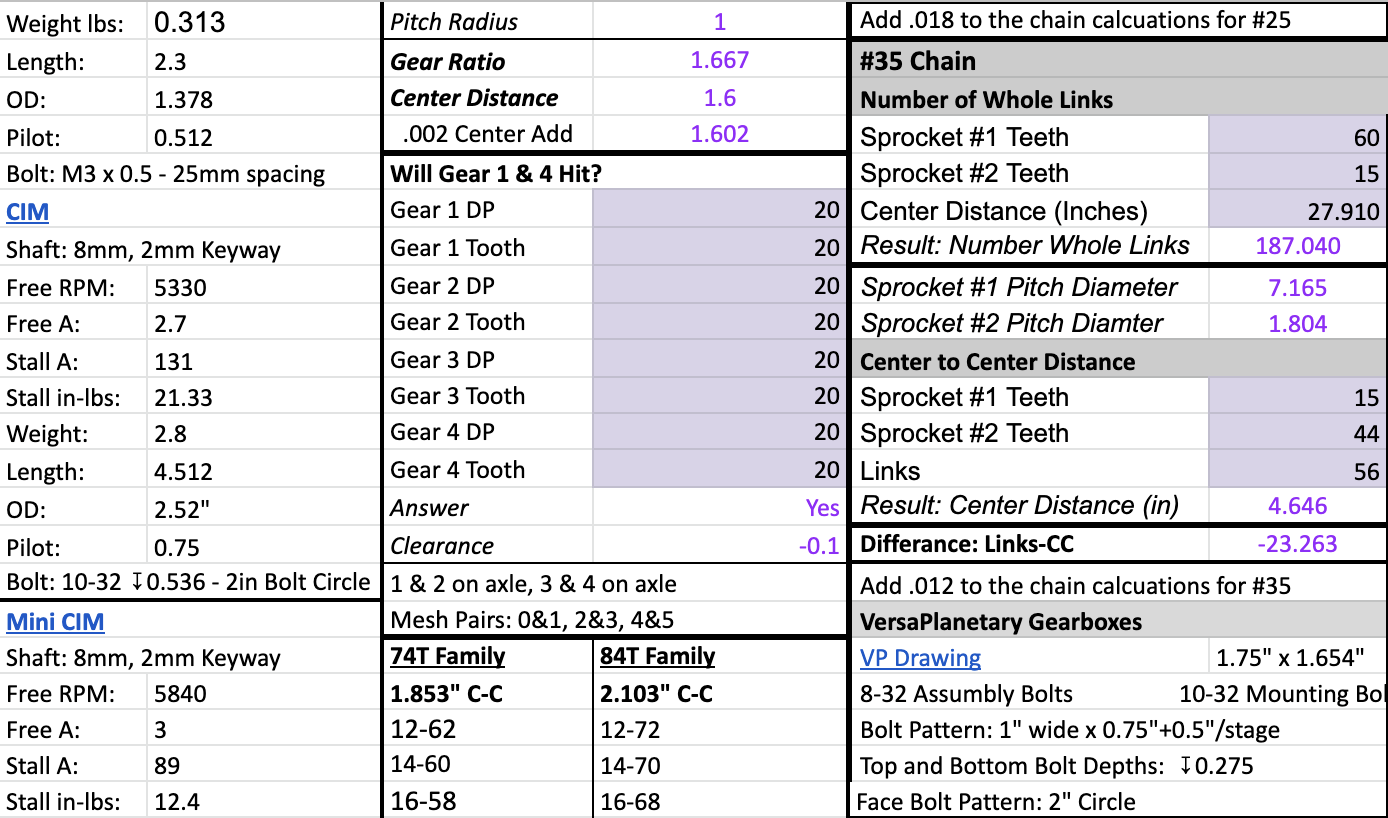 Weight lbs: 0.313
Length: 2.3
OD: 1.378
Pilot: 0.512
Bolt: M3 x 0.5 - 25mm spacing
CIM
Shaft: 8mm, 2mm Keyway
Free RPM: 5330
Free A: 2.7
Stall A: 131
Stall in-lbs: 21.33
Weight: 2.8
Length: 4.512
OD: 2.52"
Pilot: 0.75
Bolt: 10-32 ↧0.536 - 2in Bolt Circle
Mini CIM
Shaft: 8mm, 2mm Keyway
Free RPM: 5840
Free A: 3
Stall A: 89
Stall in-lbs: 12.4
Pitch Radius 1
Gear Ratio 1.667
Center Distance 1.6
.002 Center Add 1.602
Will Gear 1 & 4 Hit?
Gear 1 DP 20
Gear 1 Tooth 20
Gear 2 DP 20
Gear 2 Tooth 20
Gear 3 DP 20
Gear 3 Tooth 20
Gear 4 DP 20
Gear 4 Tooth 20
Answer Yes
Clearance -0.1
1 & 2 on axle, 3 & 4 on axle
Mesh Pairs: 0&1, 2&3, 4&5
74T Family 84T Family
1.853" C-C 2.103" C-C
12-62 12-72
14-60 14-70
16-58 16-68
Add .018 to the chain calcuations for #25
#35 Chain
Number of Whole Links
Sprocket #1 Teeth 60
Sprocket #2 Teeth 15
Center Distance (Inches) 27.910
Result: Number Whole Links 187.040
Sprocket #1 Pitch Diameter 7.165
Sprocket #2 Pitch Diamter 1.804
Center to Center Distance
Sprocket #1 Teeth 15
Sprocket #2 Teeth 44
Links 56
Result: Center Distance (in) 4.646
Differance: Links-CC -23.263
Add .012 to the chain calcuations for #35
VersaPlanetary Gearboxes
VP Drawing 1.75" x 1.654"
8-32 Assumbly Bolts 10-32 Mounting Bol
Bolt Pattern: 1" wide x 0.75"+0.5"/stage
Top and Bottom Bolt Depths: ↧0.275
Face Bolt Pattern: 2" Circle